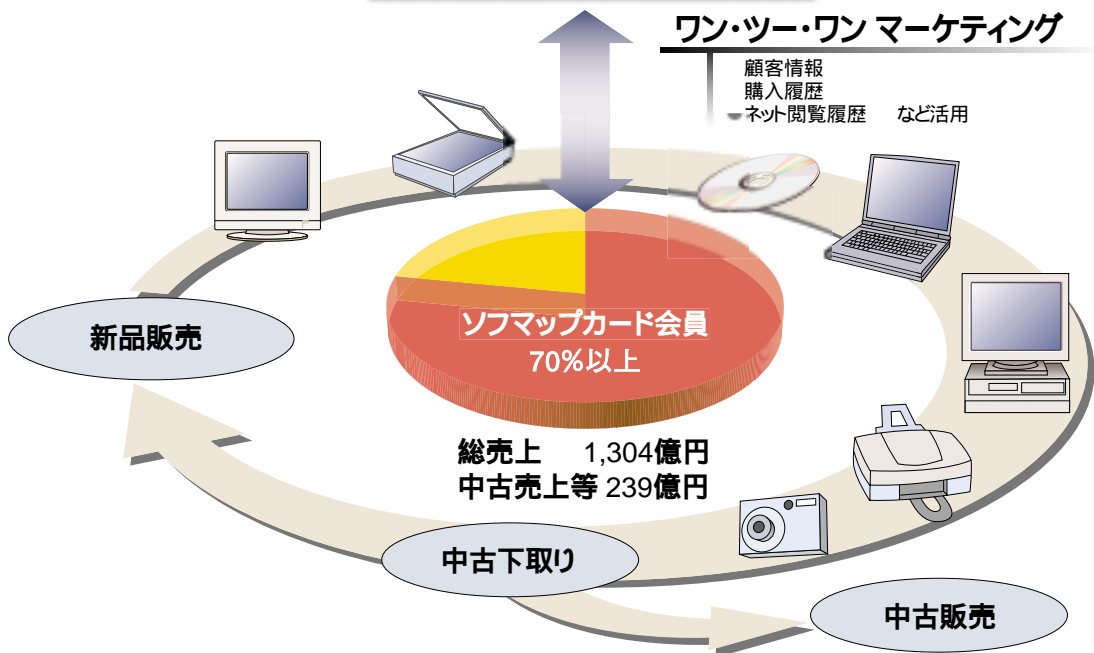 ワン・ツー・ワン マーケティング
顧客情報
購入履歴
ネット閲覧履歴 など活用
新品販売
ソフマップカード会員
70%以上
総売上 1,304億円
中古売上等 239億円
中古下取り
中古販売